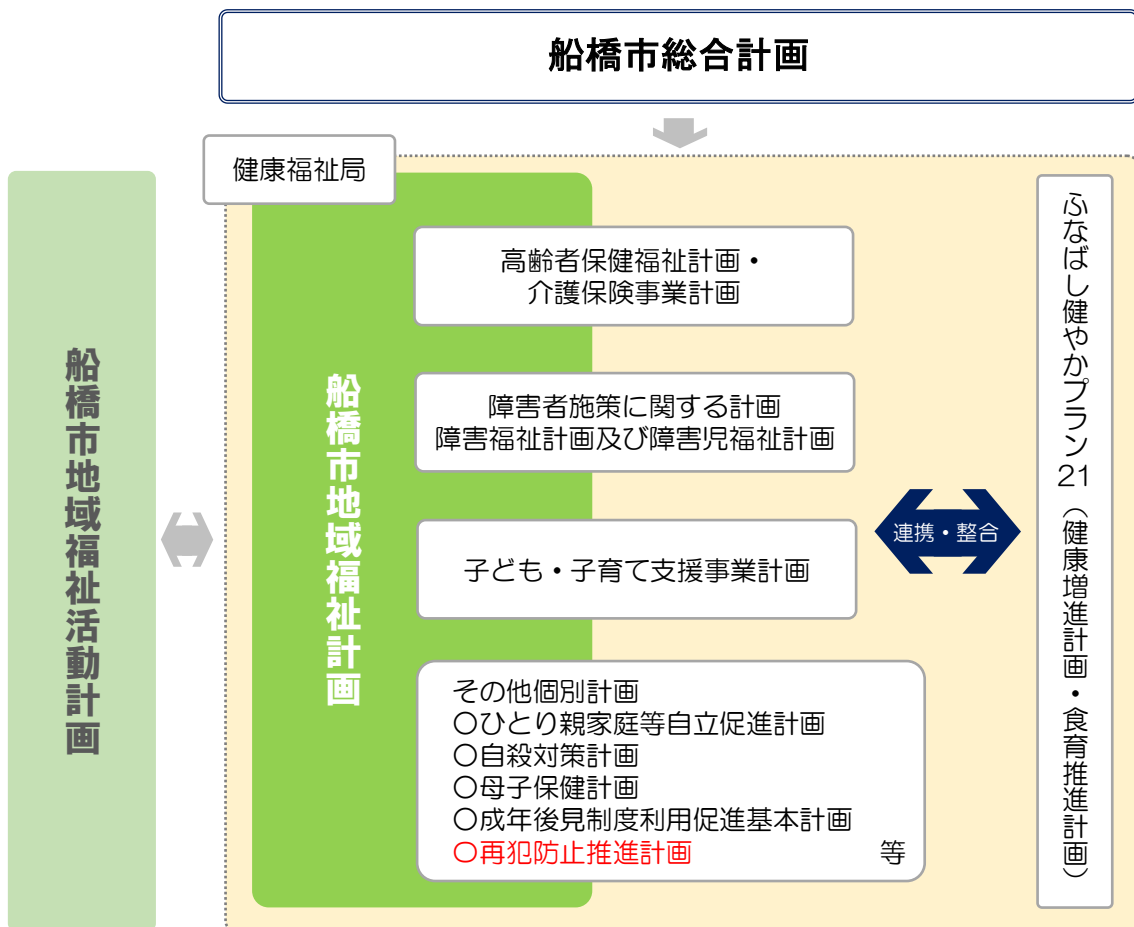 船橋市総合計画
健康福祉局
船橋市地域福祉活動計画
船橋市地域福祉計画
高齢者保健福祉計画・
介護保険事業計画
障害者施策に関する計画
障害福祉計画及び障害児福祉計画
子ども・子育て支援事業計画
その他個別計画
〇ひとり親家庭等自立促進計画
〇自殺対策計画
〇母子保健計画
〇成年後見制度利用促進基本計画
〇再犯防止推進計画 等
連携・整合
ふなばし健やかプラン21（健康増進計画・食育推進計画）